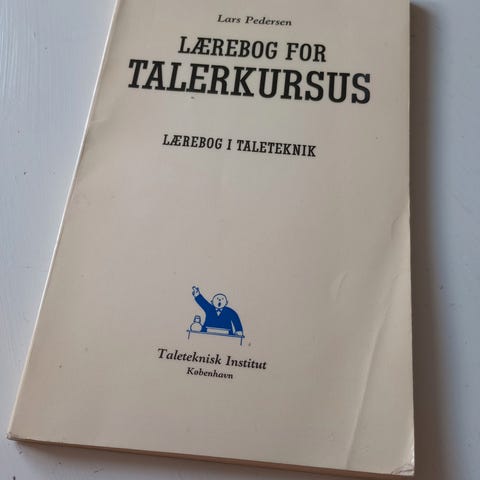 Lars Pedersen
LÆREBOG FOR
TALERKURSUS
LÆREBOG I TALETEKNIK
Taleteknisk Institut
København